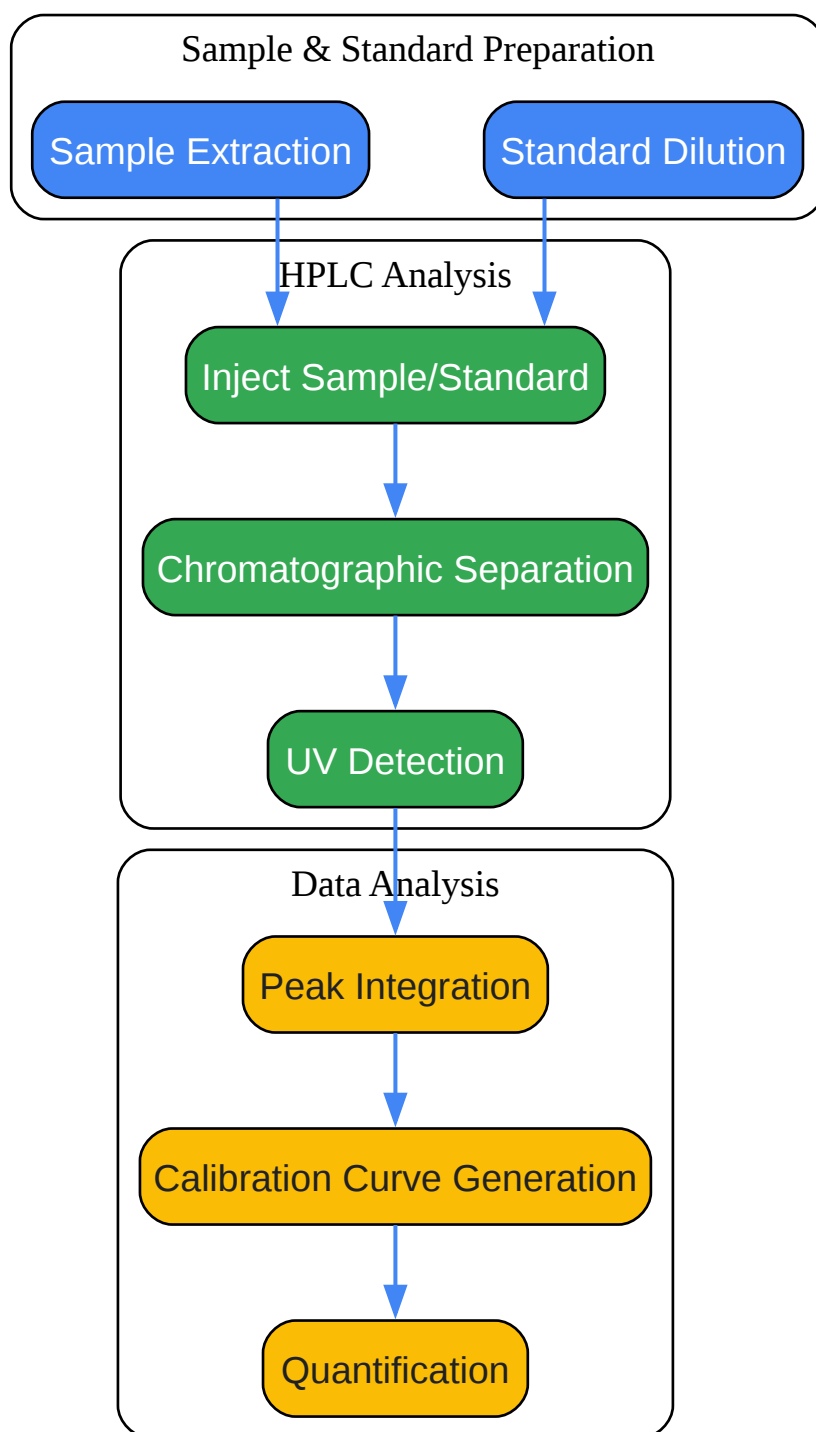 Sample & Standard Preparation
Sample Extraction
Standard Dilution
HPLC Analysis
Inject Sample/Standard
Chromatographic Separation
UV Detection
Data Analysis
Peak Integration
Calibration Curve Generation
Quantification